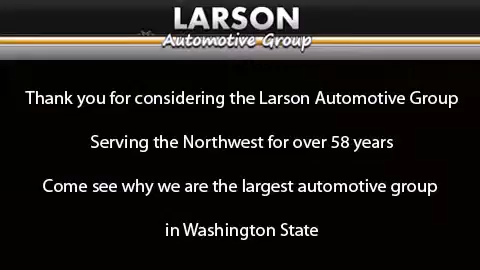 LARSON
Automotive Group
Thank you for considering the Larson Automotive Group
Serving the Northwest for over 58 years
Come see why we are the largest automotive group
in Washington State